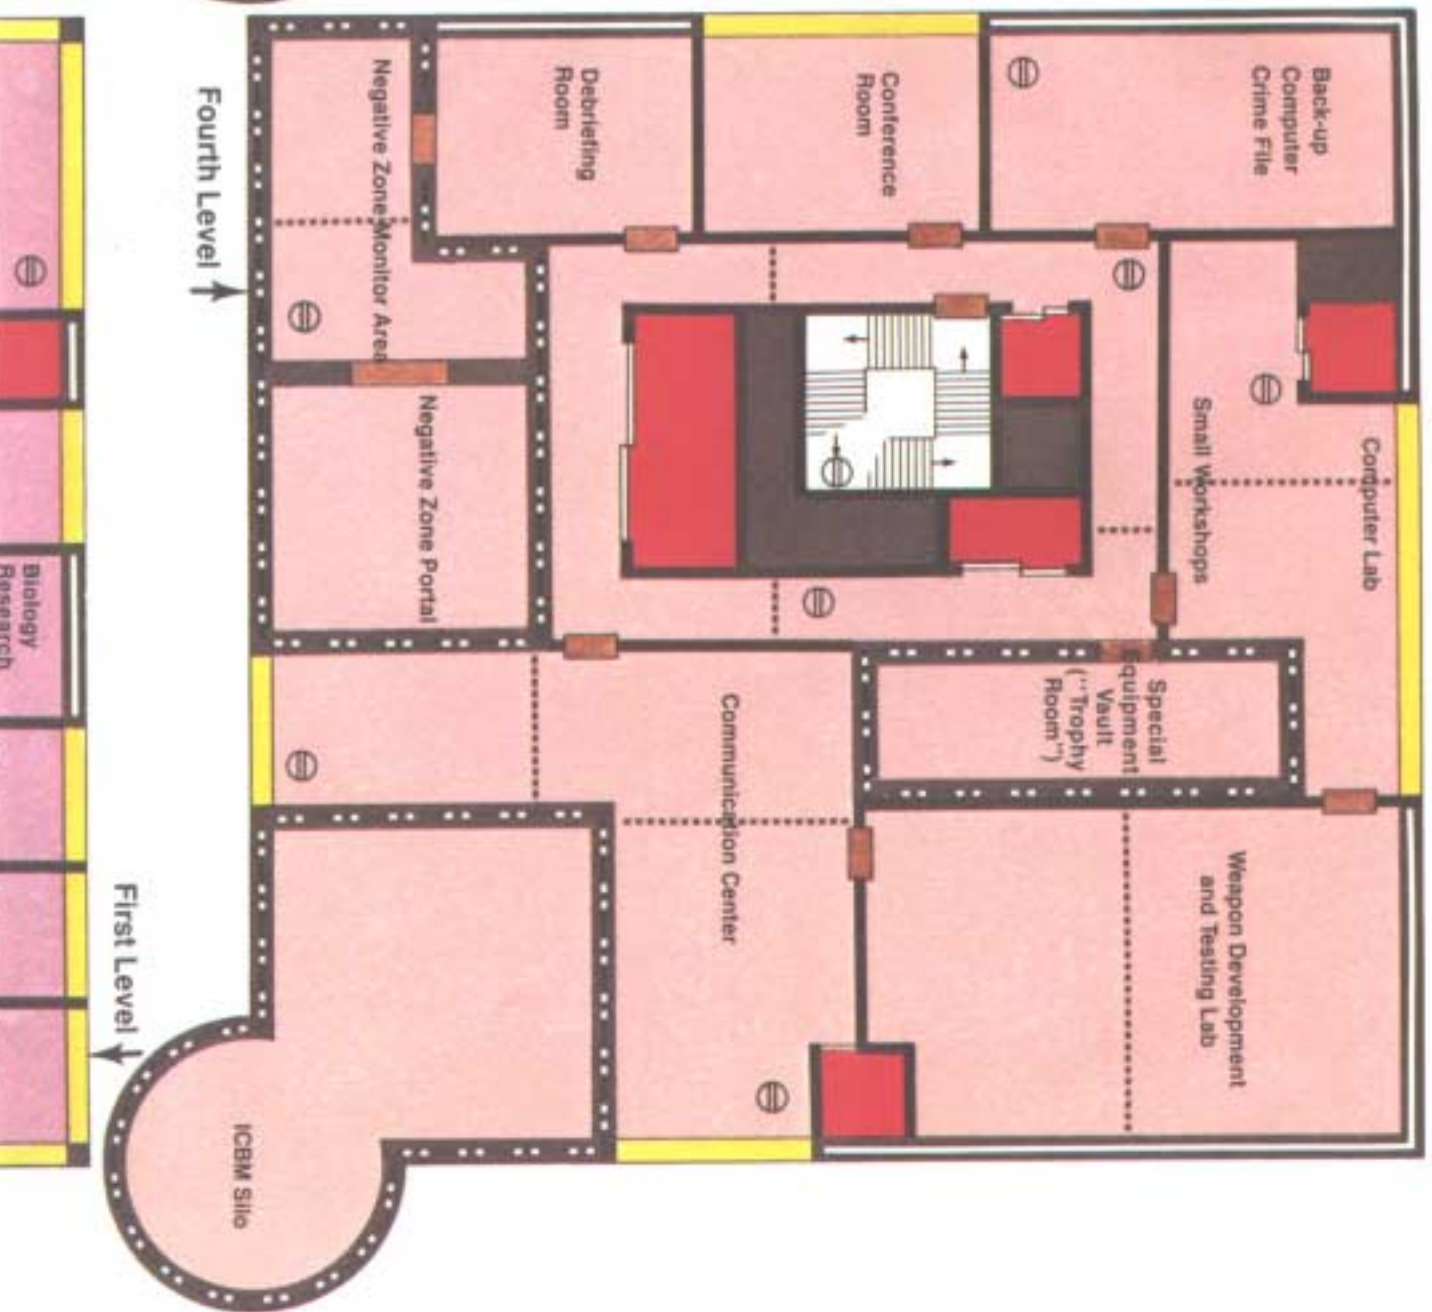 Back-up
Computer
Crime File
Conference
Room
Debriefing
Room
Negative Zone Monitor Area
Negative Zone Portal
Computer Lab
Small Workshops
Special
Equipment
Vault
("Trophy
Room")
Communication Center
Weapon Development
and Testing Lab
ICBM Silo
Fourth Level
First Level
Biology
Research